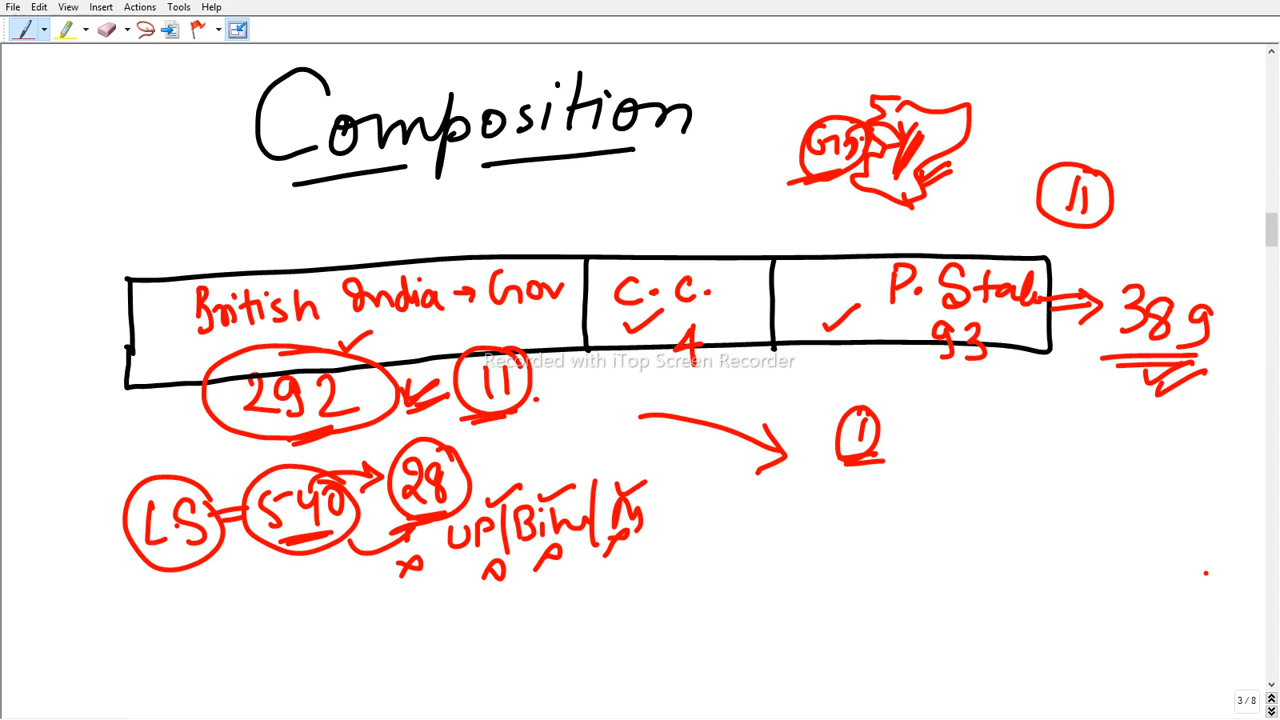 File Edit View Insert Actions Tools Help
Composition
11
British India → Gov
C. C.
4
P. State
93
389
Recorded with iTop Screen Recorder
292
11
1
L.S = 540
28
UP/Bihar/
3 / 8